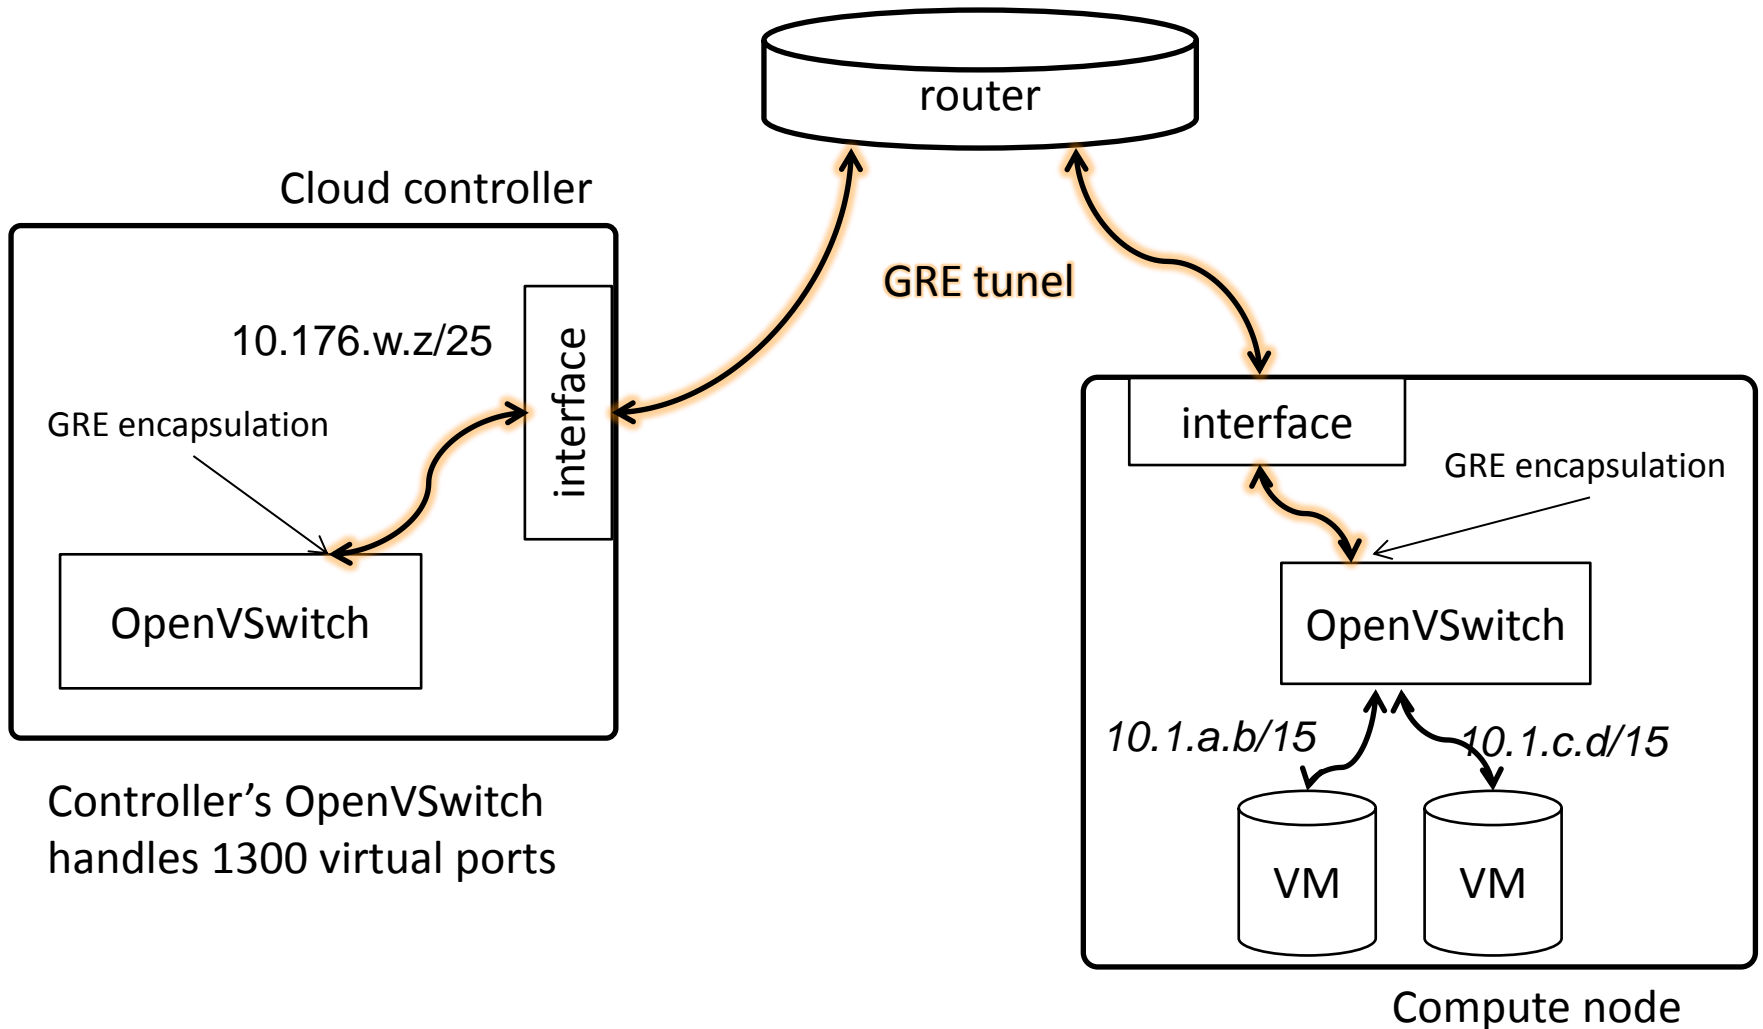 router
Cloud controller
GRE tunel
10.176.w.z/25
interface
GRE encapsulation
OpenVSwitch
Controller’s OpenVSwitch
handles 1300 virtual ports
interface
GRE encapsulation
OpenVSwitch
10.1.a.b/15
10.1.c.d/15
VM
VM
Compute node